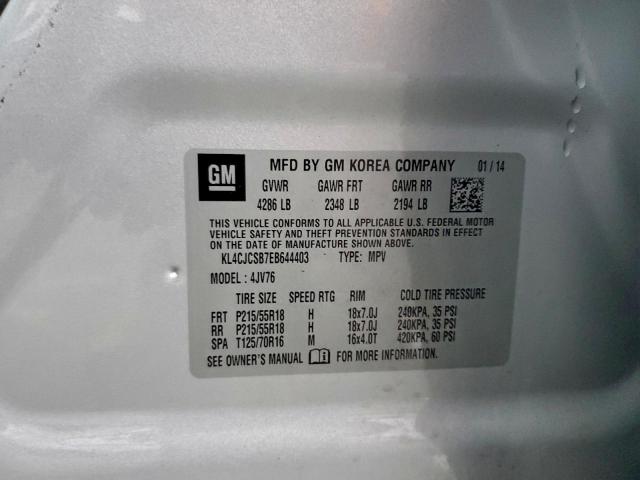 GM MFD BY GM KOREA COMPANY 01 / 14
GVWR GAWR FRT GAWR RR
4286 LB 2348 LB 2194 LB
THIS VEHICLE CONFORMS TO ALL APPLICABLE U.S. FEDERAL MOTOR
VEHICLE SAFETY AND THEFT PREVENTION STANDARDS IN EFFECT
ON THE DATE OF MANUFACTURE SHOWN ABOVE.
KL4CJCSB7EB644403 TYPE: MPV
MODEL: 4JV76
TIRE SIZE SPEED RTG RIM COLD TIRE PRESSURE
FRT P215/55R18 H 18x7.0J 240KPA, 35 PSI
RR P215/55R18 H 18x7.0J 240KPA, 35 PSI
SPA T125/70R16 M 16x4.0T 420KPA, 60 PSI
SEE OWNER'S MANUAL FOR MORE INFORMATION.